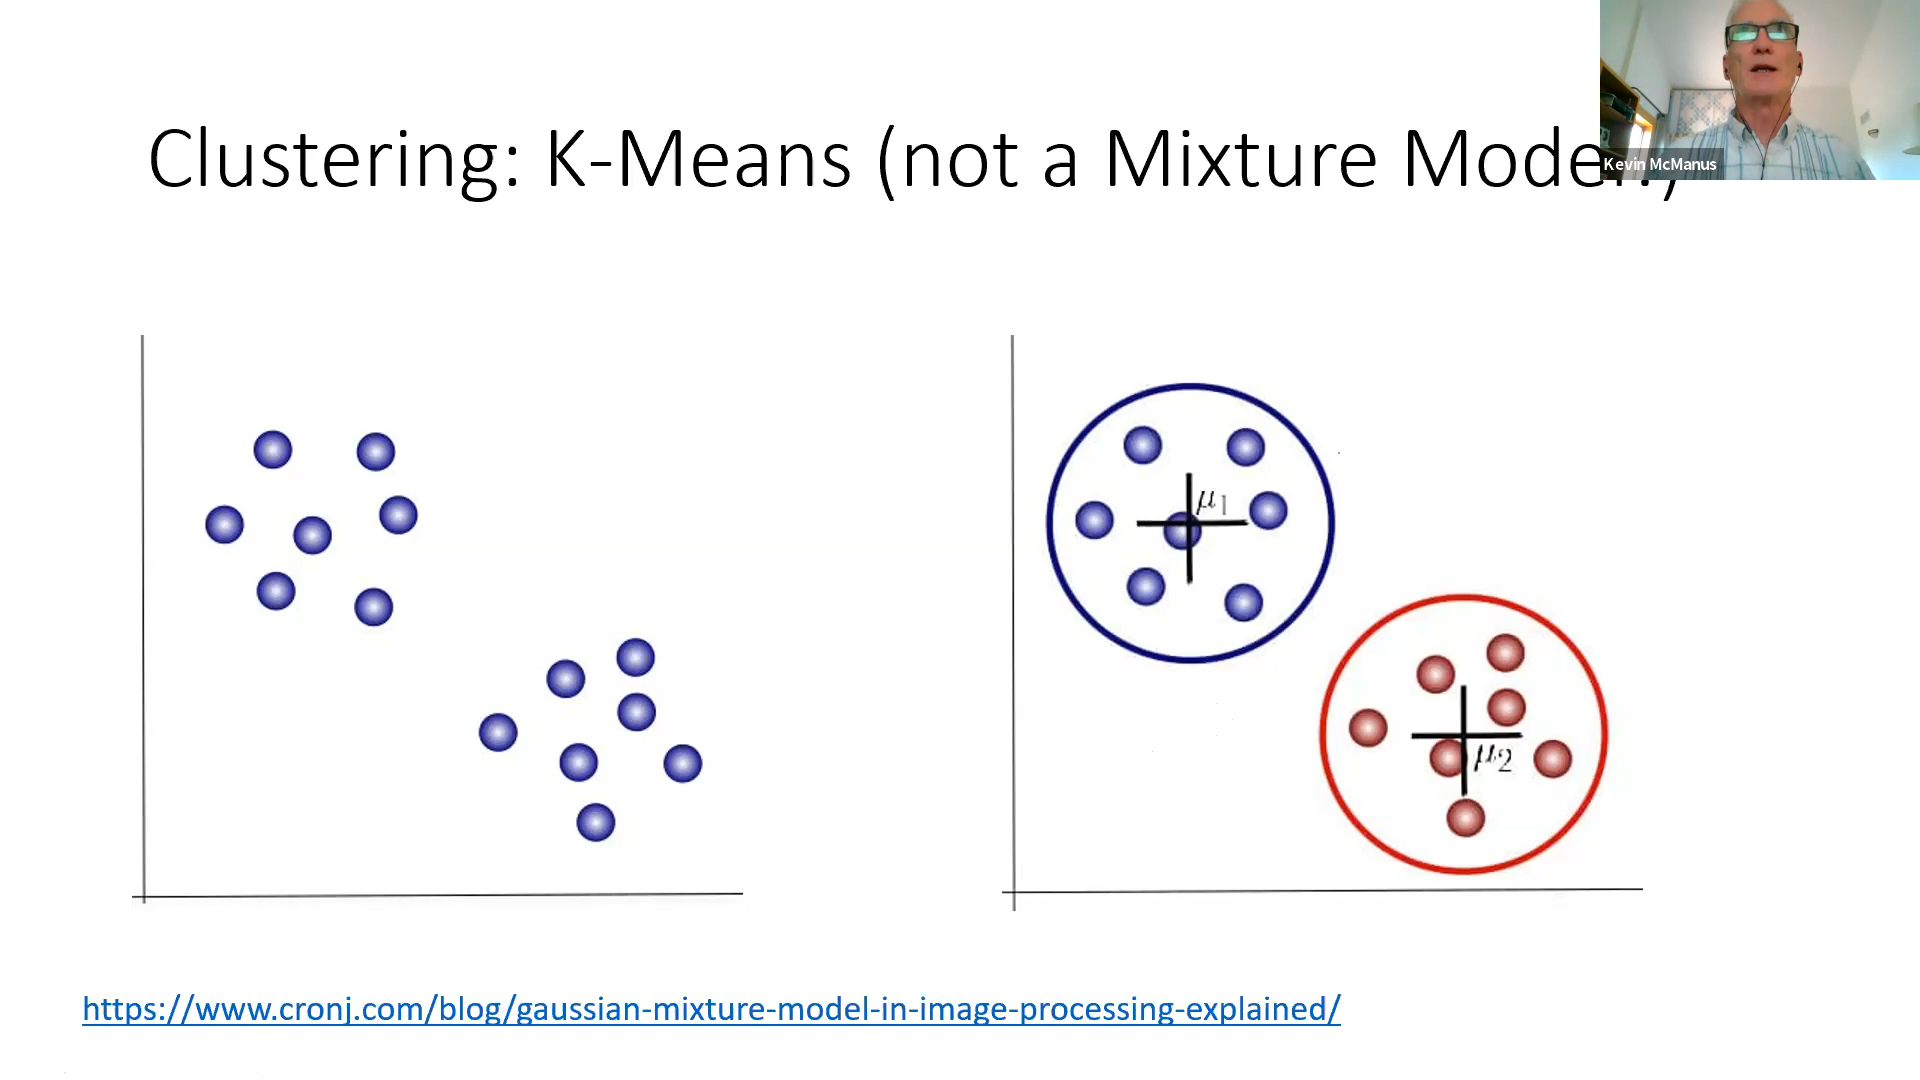 Clustering: K-Means (not a Mixture Model!)
Kevin McManus
μ1
μ2
https://www.cronj.com/blog/gaussian-mixture-model-in-image-processing-explained/